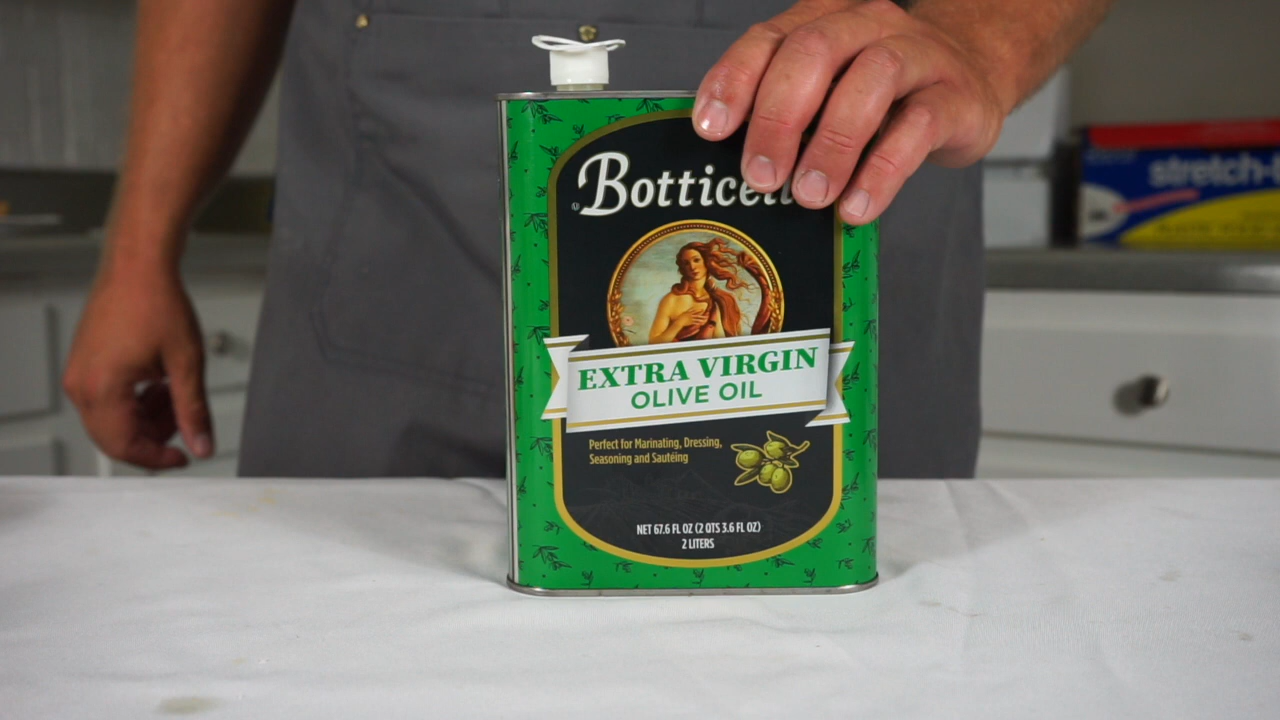 Botticell
EXTRA VIRGIN
OLIVE OIL
Perfect for Marinating, Dressing,
Seasoning and Sautéing
NET 67.6 FL OZ (2 QTS 3.6 FL OZ)
2 LITERS
stretch-